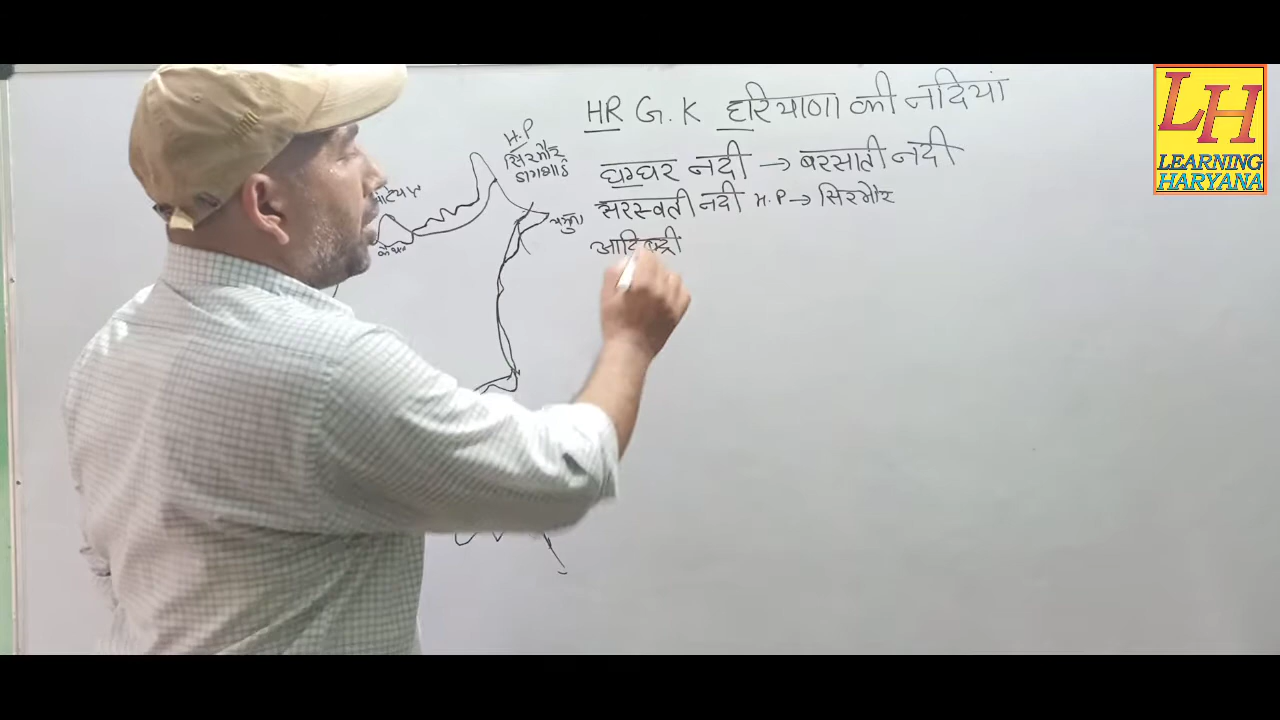 HR G.K हरियाणा की नदियां
घग्घर नदी → बरसाती नदी
सरस्वती नदी H.P → सिरमौर
आदिबद्री
H.P
सिरमौर
यमुना
कैथल
LH
LEARNING
HARYANA